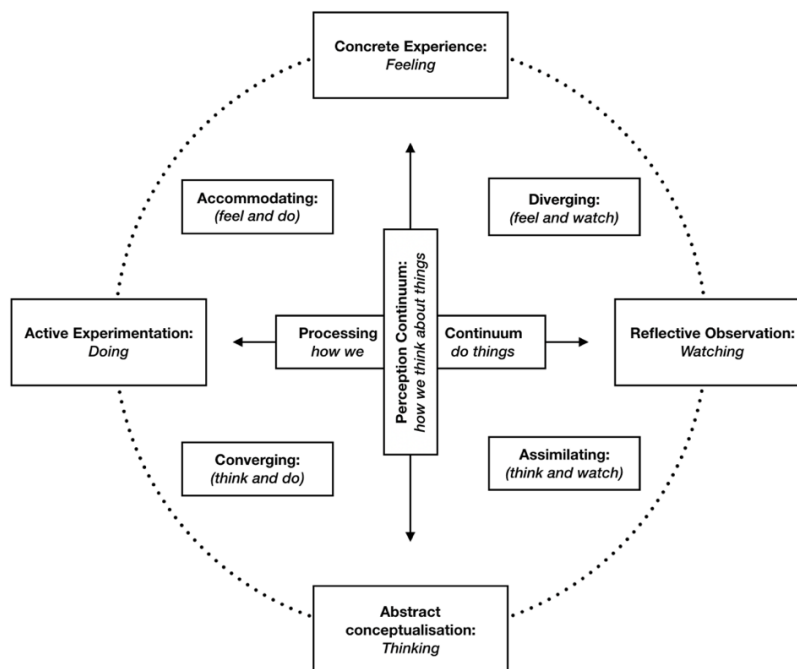 Concrete Experience:
Feeling
Accommodating:
(feel and do)
Diverging:
(feel and watch)
Perception Continuum:
how we think about things
Active Experimentation:
Doing
Processing
how we
Continuum
do things
Reflective Observation:
Watching
Converging:
(think and do)
Assimilating:
(think and watch)
Abstract
conceptualisation:
Thinking